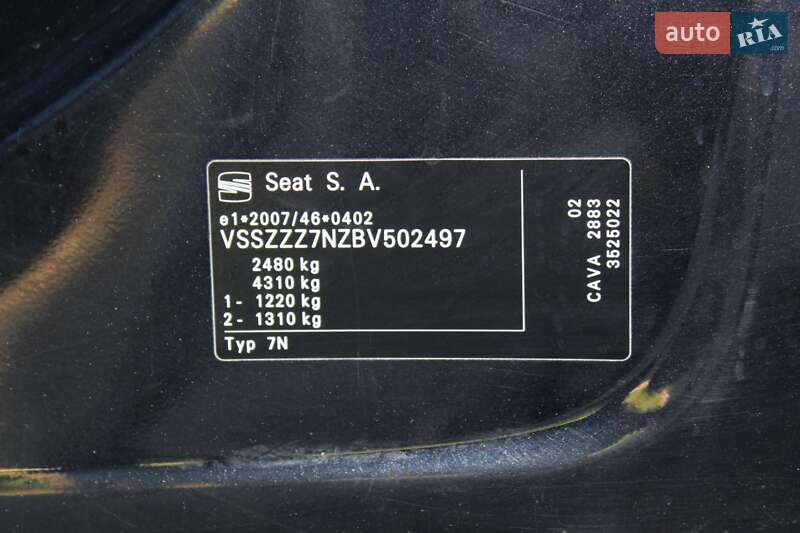 auto RIA.com
Seat S. A.
e1*2007/46*0402
VSSZZZ7NZBV502497
2480 kg
4310 kg
1- 1220 kg
2- 1310 kg
Typ 7N
02
CAVA 2883
3525022